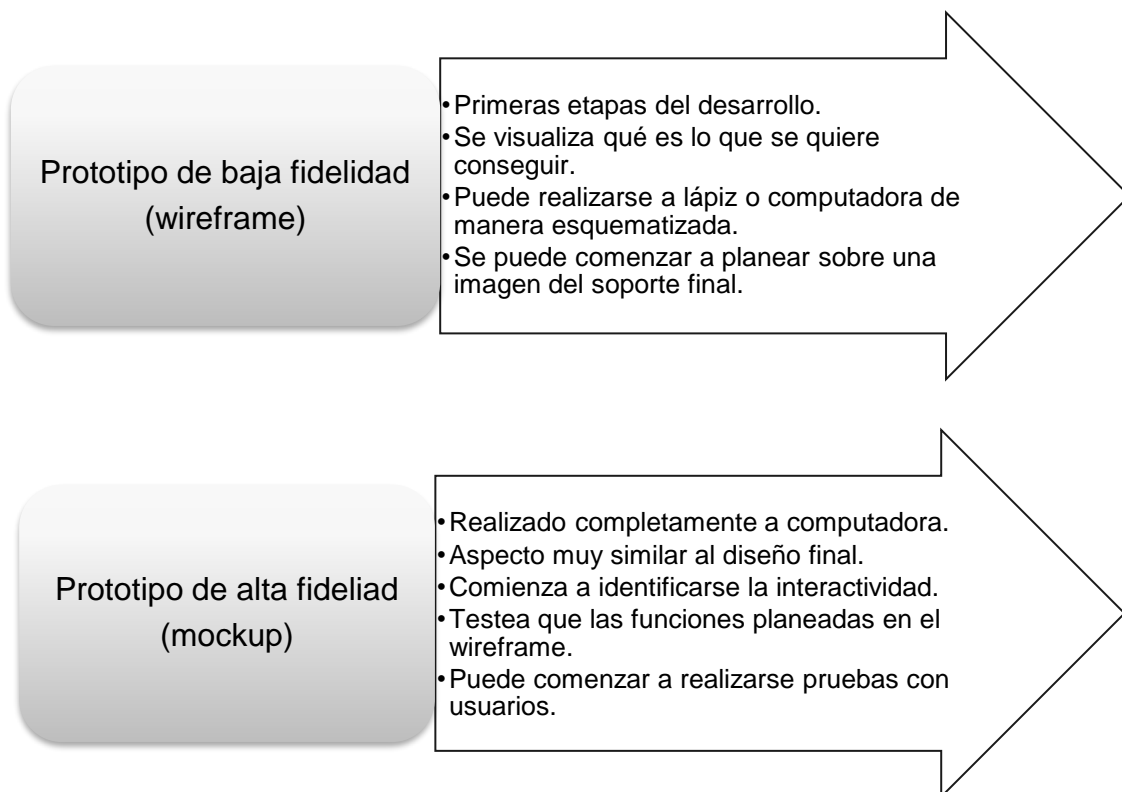 Prototipo de baja fidelidad
(wireframe)
•Primeras etapas del desarrollo.
•Se visualiza qué es lo que se quiere
conseguir.
•Puede realizarse a lápiz o computadora de
manera esquematizada.
•Se puede comenzar a planear sobre una
imagen del soporte final.
Prototipo de alta fideliad
(mockup)
•Realizado completamente a computadora.
•Aspecto muy similar al diseño final.
•Comienza a identificarse la interactividad.
•Testea que las funciones planeadas en el
wireframe.
•Puede comenzar a realizarse pruebas con
usuarios.